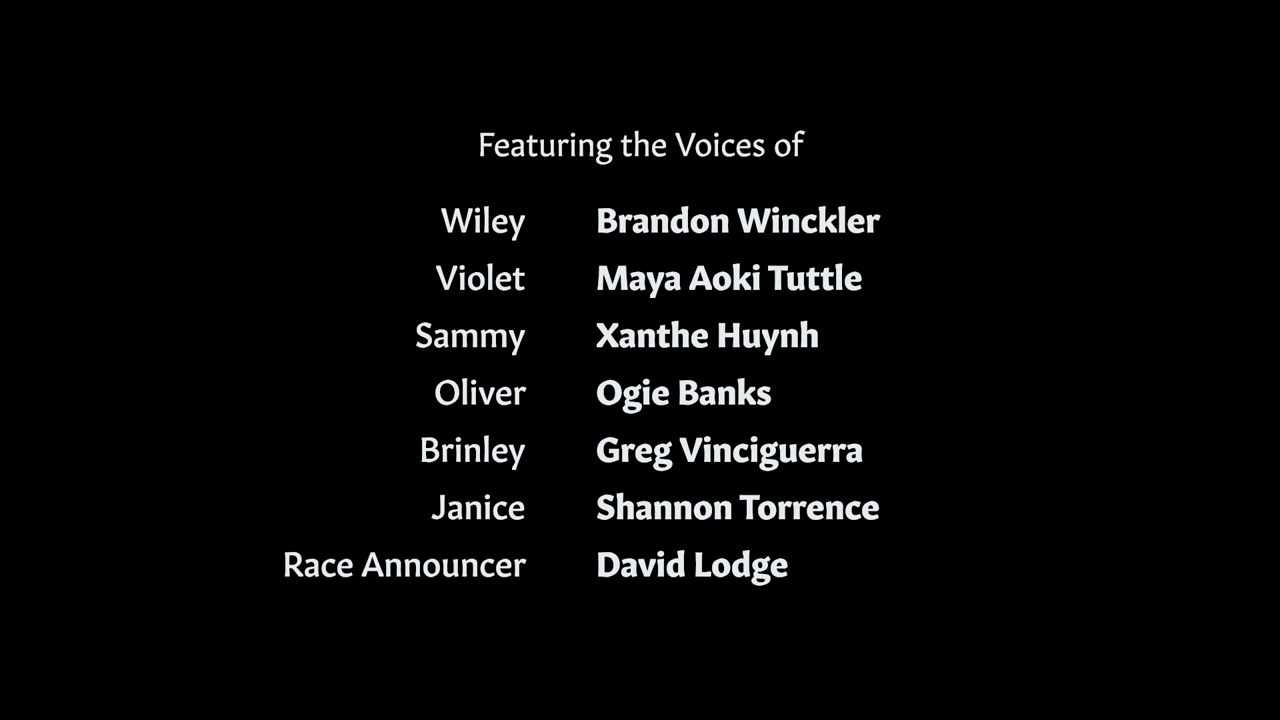 Featuring the Voices of
Wiley Brandon Winckler
Violet Maya Aoki Tuttle
Sammy Xanthe Huynh
Oliver Ogie Banks
Brinley Greg Vinciguerra
Janice Shannon Torrence
Race Announcer David Lodge